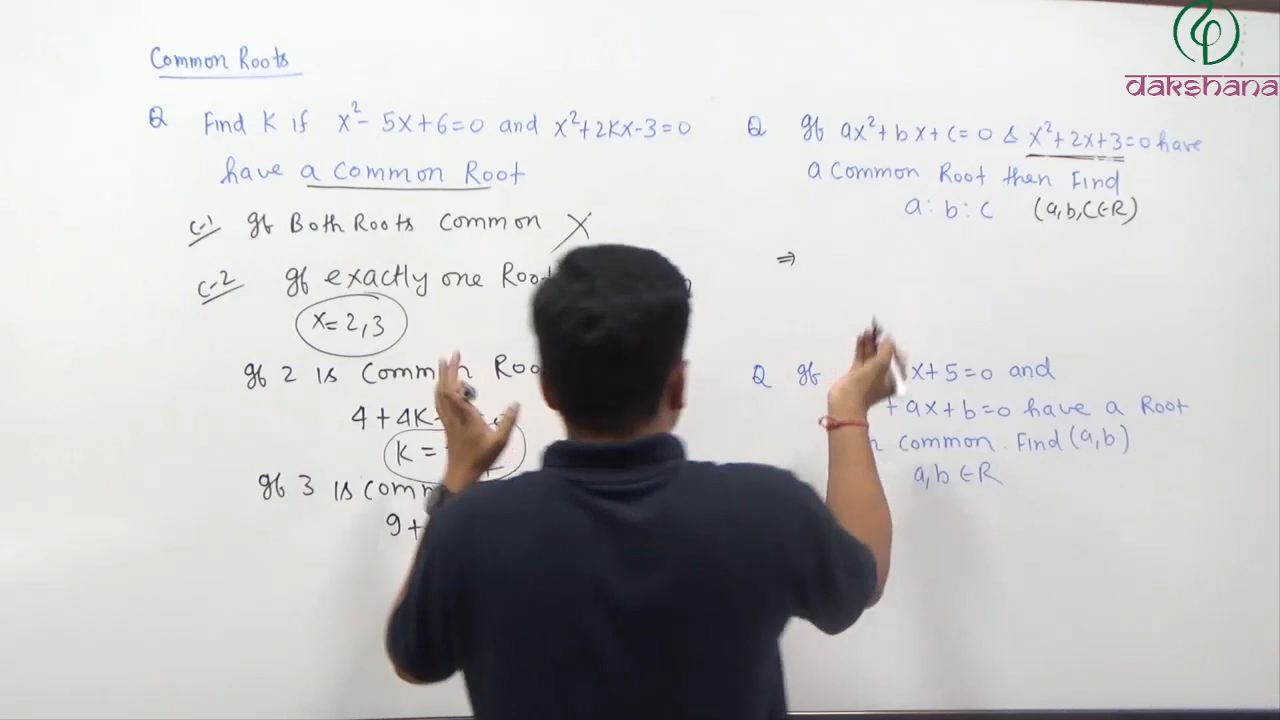 Common Roots
Q Find K if x²- 5x+6=0 and x²+2Kx-3=0
have a Common Root
C-1 If Both Roots Common X
C-2 If exactly one
x= 2,3
If 2 is Common
4+4K-
K =
If 3 is
9+
Q If ax²+bx+c=0 & x²+2x+3=0 have
a Common Root then Find
a:b:c (a,b,c∈R)
⇒
Q If x+5=0 and
+ax+b=0 have a Root
common. Find (a,b)
a,b∈R
dakshana